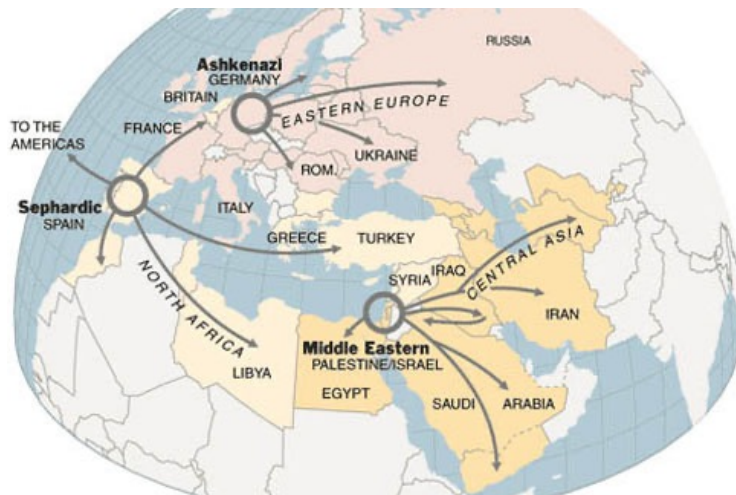 RUSSIA
Ashkenazi
GERMANY
BRITAIN
EASTERN EUROPE
TO THE
AMERICAS
FRANCE
UKRAINE
ROM.
Sephardic
SPAIN
ITALY
GREECE
TURKEY
NORTH AFRICA
SYRIA
IRAQ
CENTRAL ASIA
IRAN
Middle Eastern
PALESTINE/ISRAEL
LIBYA
EGYPT
SAUDI ARABIA